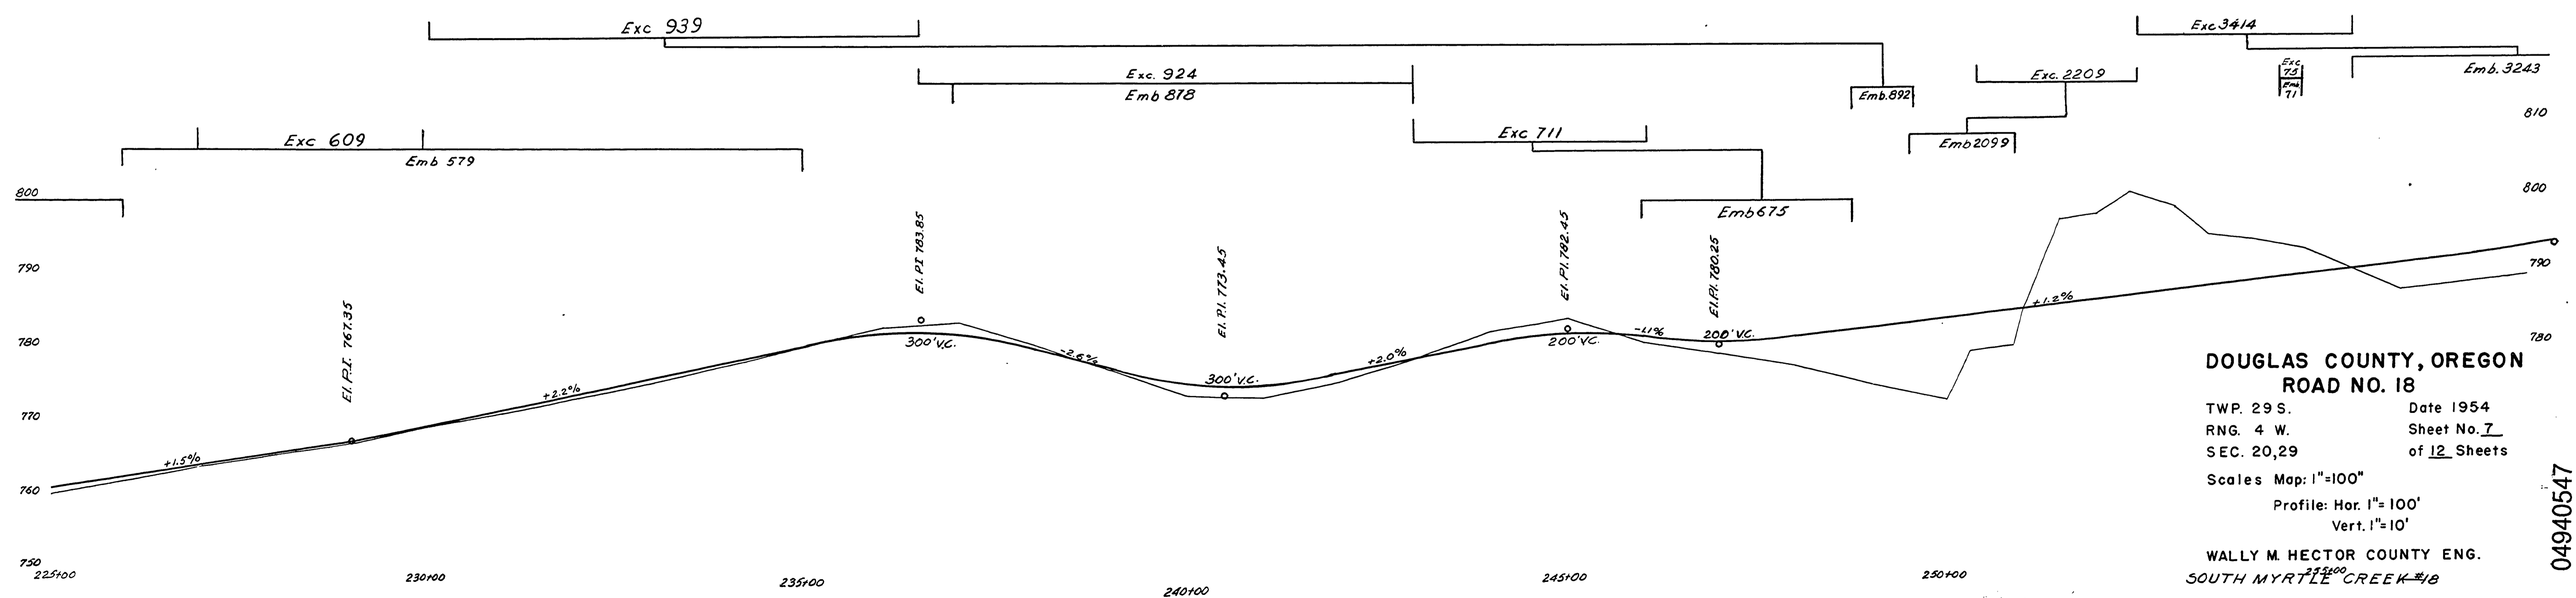 Exc 939
Exc 3414
Exc. 924
Emb 878
Emb. 892
Exc. 2209
Exc 75
Emb 71
Emb. 3243
810
Exc 609
Emb 579
Exc 711
Emb 2099
800
800
Emb 675
El. P.I. 767.35
El. P.I 783.85
El. P.I. 773.45
El. P.I. 782.45
El. P.I. 780.25
790
790
780
300' V.C.
-2.6%
200' V.C.
-1.1%
200' V.C.
+1.2%
780
770
+2.2%
300' V.C.
+2.0%
+1.5%
760
750
225+00
230+00
235+00
240+00
245+00
250+00
255+00
DOUGLAS COUNTY, OREGON
ROAD NO. 18
TWP. 29 S. Date 1954
RNG. 4 W. Sheet No. 7
SEC. 20,29 of 12 Sheets
Scales Map: 1"=100"
Profile: Hor. 1"=100'
Vert. 1"=10'
WALLY M. HECTOR COUNTY ENG.
SOUTH MYRTLE CREEK #18
04940547